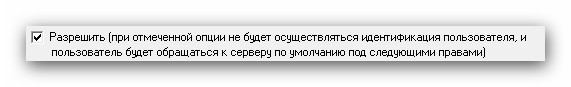 Разрешить (при отмеченной опции не будет осуществляться идентификация пользователя, и
пользователь будет обращаться к серверу по умолчанию под следующими правами)